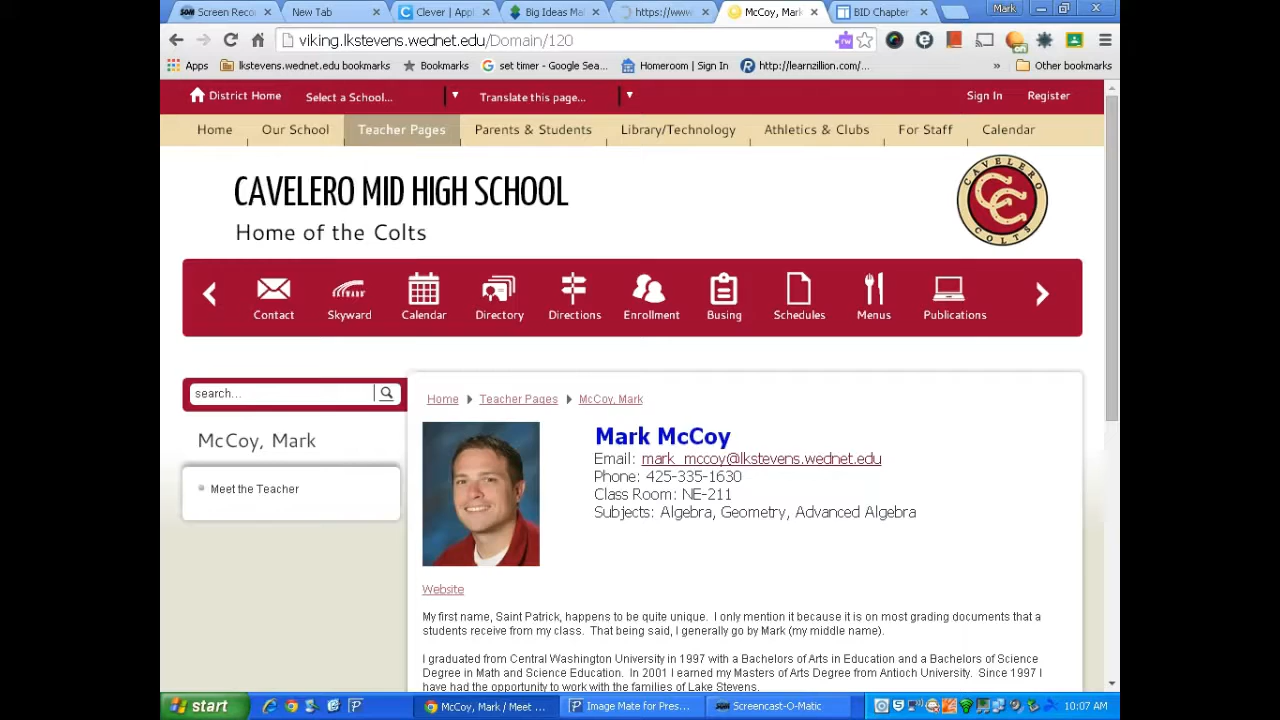 Screen Reco
New Tab
Clever | Appl
Big Ideas Ma
https://www
McCoy, Mark
BID Chapter
Mark
viking.lkstevens.wednet.edu/Domain/120
Apps
lkstevens.wednet.edu bookmarks
Bookmarks
set timer - Google Sea...
Homeroom | Sign In
http://learnzillion.com/...
»
Other bookmarks
District Home
Select a School...
Translate this page...
Sign In
Register
Home
Our School
Teacher Pages
Parents & Students
Library/Technology
Athletics & Clubs
For Staff
Calendar
CAVELERO MID HIGH SCHOOL
Home of the Colts
CAVELERO
CC
COLTS
Contact
SKYWARD
Skyward
Calendar
Directory
Directions
Enrollment
Busing
Schedules
Menus
Publications
search...
McCoy, Mark
Meet the Teacher
Home
Teacher Pages
McCoy, Mark
Mark McCoy
Email: mark_mccoy@lkstevens.wednet.edu
Phone: 425-335-1630
Class Room: NE-211
Subjects: Algebra, Geometry, Advanced Algebra
Website
My first name, Saint Patrick, happens to be quite unique. I only mention it because it is on most grading documents that a
students receive from my class. That being said, I generally go by Mark (my middle name).
I graduated from Central Washington University in 1997 with a Bachelors of Arts in Education and a Bachelors of Science
Degree in Math and Science Education. In 2001 I earned my Masters of Arts Degree from Antioch University. Since 1997 I
have had the opportunity to work with the families of Lake Stevens.
start
McCoy, Mark / Meet ...
Image Mate for Pres...
Screencast-O-Matic
10:07 AM